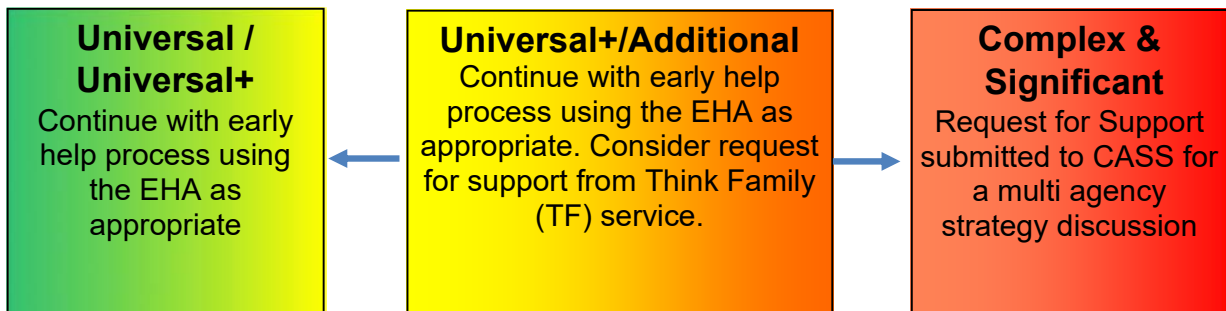 Universal /
Universal+
Continue with early
help process using
the EHA as
appropriate
Universal+/Additional
Continue with early help
process using the EHA as
appropriate. Consider request
for support from Think Family
(TF) service.
Complex &
Significant
Request for Support
submitted to CASS for
a multi agency
strategy discussion